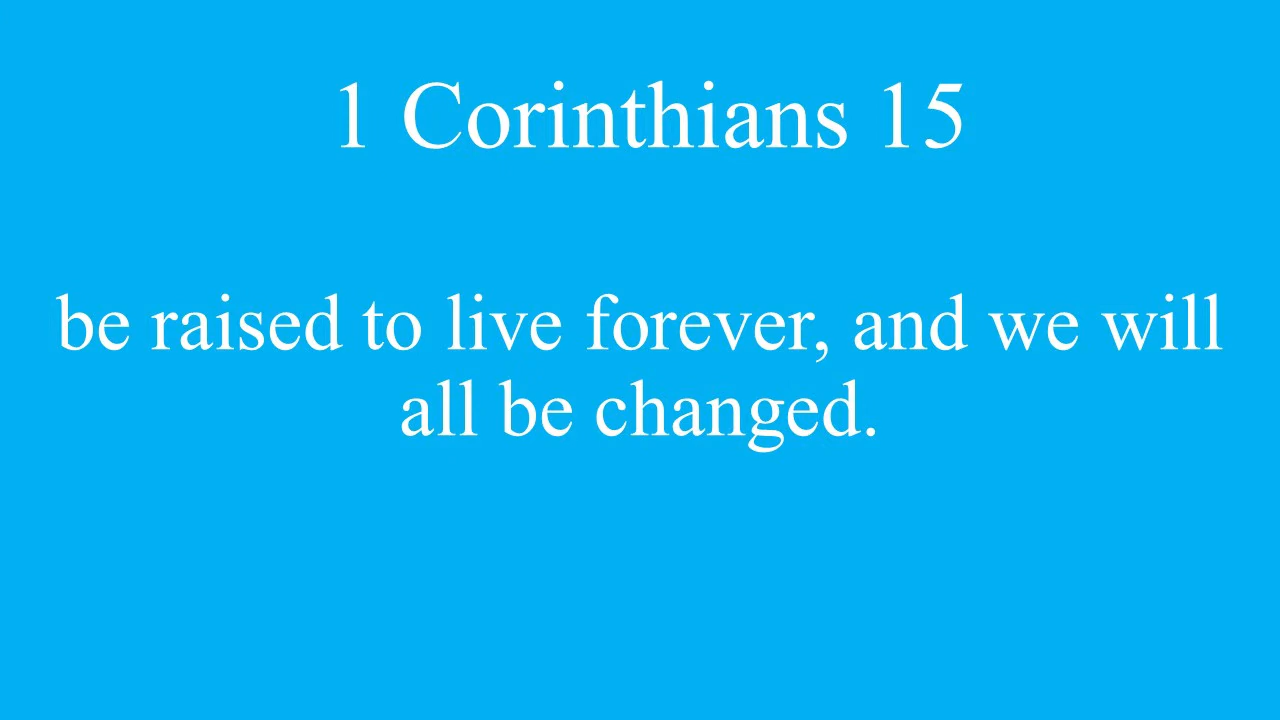 1 Corinthians 15
be raised to live forever, and we will
all be changed.